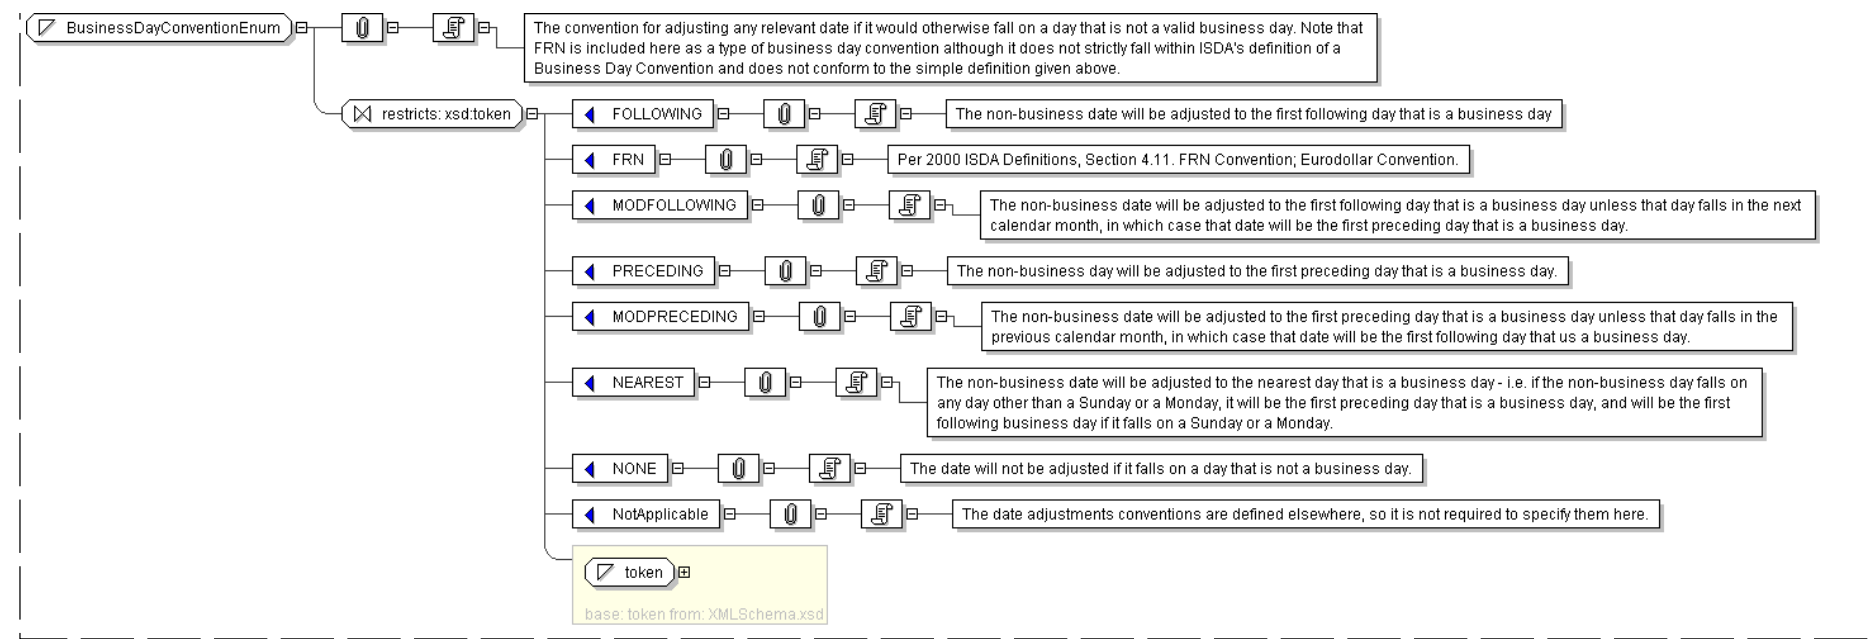 BusinessDayConventionEnum
The convention for adjusting any relevant date if it would otherwise fall on a day that is not a valid business day. Note that
FRN is included here as a type of business day convention although it does not strictly fall within ISDA's definition of a
Business Day Convention and does not conform to the simple definition given above.
restricts: xsd:token
FOLLOWING
The non-business date will be adjusted to the first following day that is a business day
FRN
Per 2000 ISDA Definitions, Section 4.11. FRN Convention; Eurodollar Convention.
MODFOLLOWING
The non-business date will be adjusted to the first following day that is a business day unless that day falls in the next
calendar month, in which case that date will be the first preceding day that is a business day.
PRECEDING
The non-business day will be adjusted to the first preceding day that is a business day.
MODPRECEDING
The non-business date will be adjusted to the first preceding day that is a business day unless that day falls in the
previous calendar month, in which case that date will be the first following day that us a business day.
NEAREST
The non-business date will be adjusted to the nearest day that is a business day - i.e. if the non-business day falls on
any day other than a Sunday or a Monday, it will be the first preceding day that is a business day, and will be the first
following business day if it falls on a Sunday or a Monday.
NONE
The date will not be adjusted if it falls on a day that is not a business day.
NotApplicable
The date adjustments conventions are defined elsewhere, so it is not required to specify them here.
token
base: token from: XMLSchema.xsd